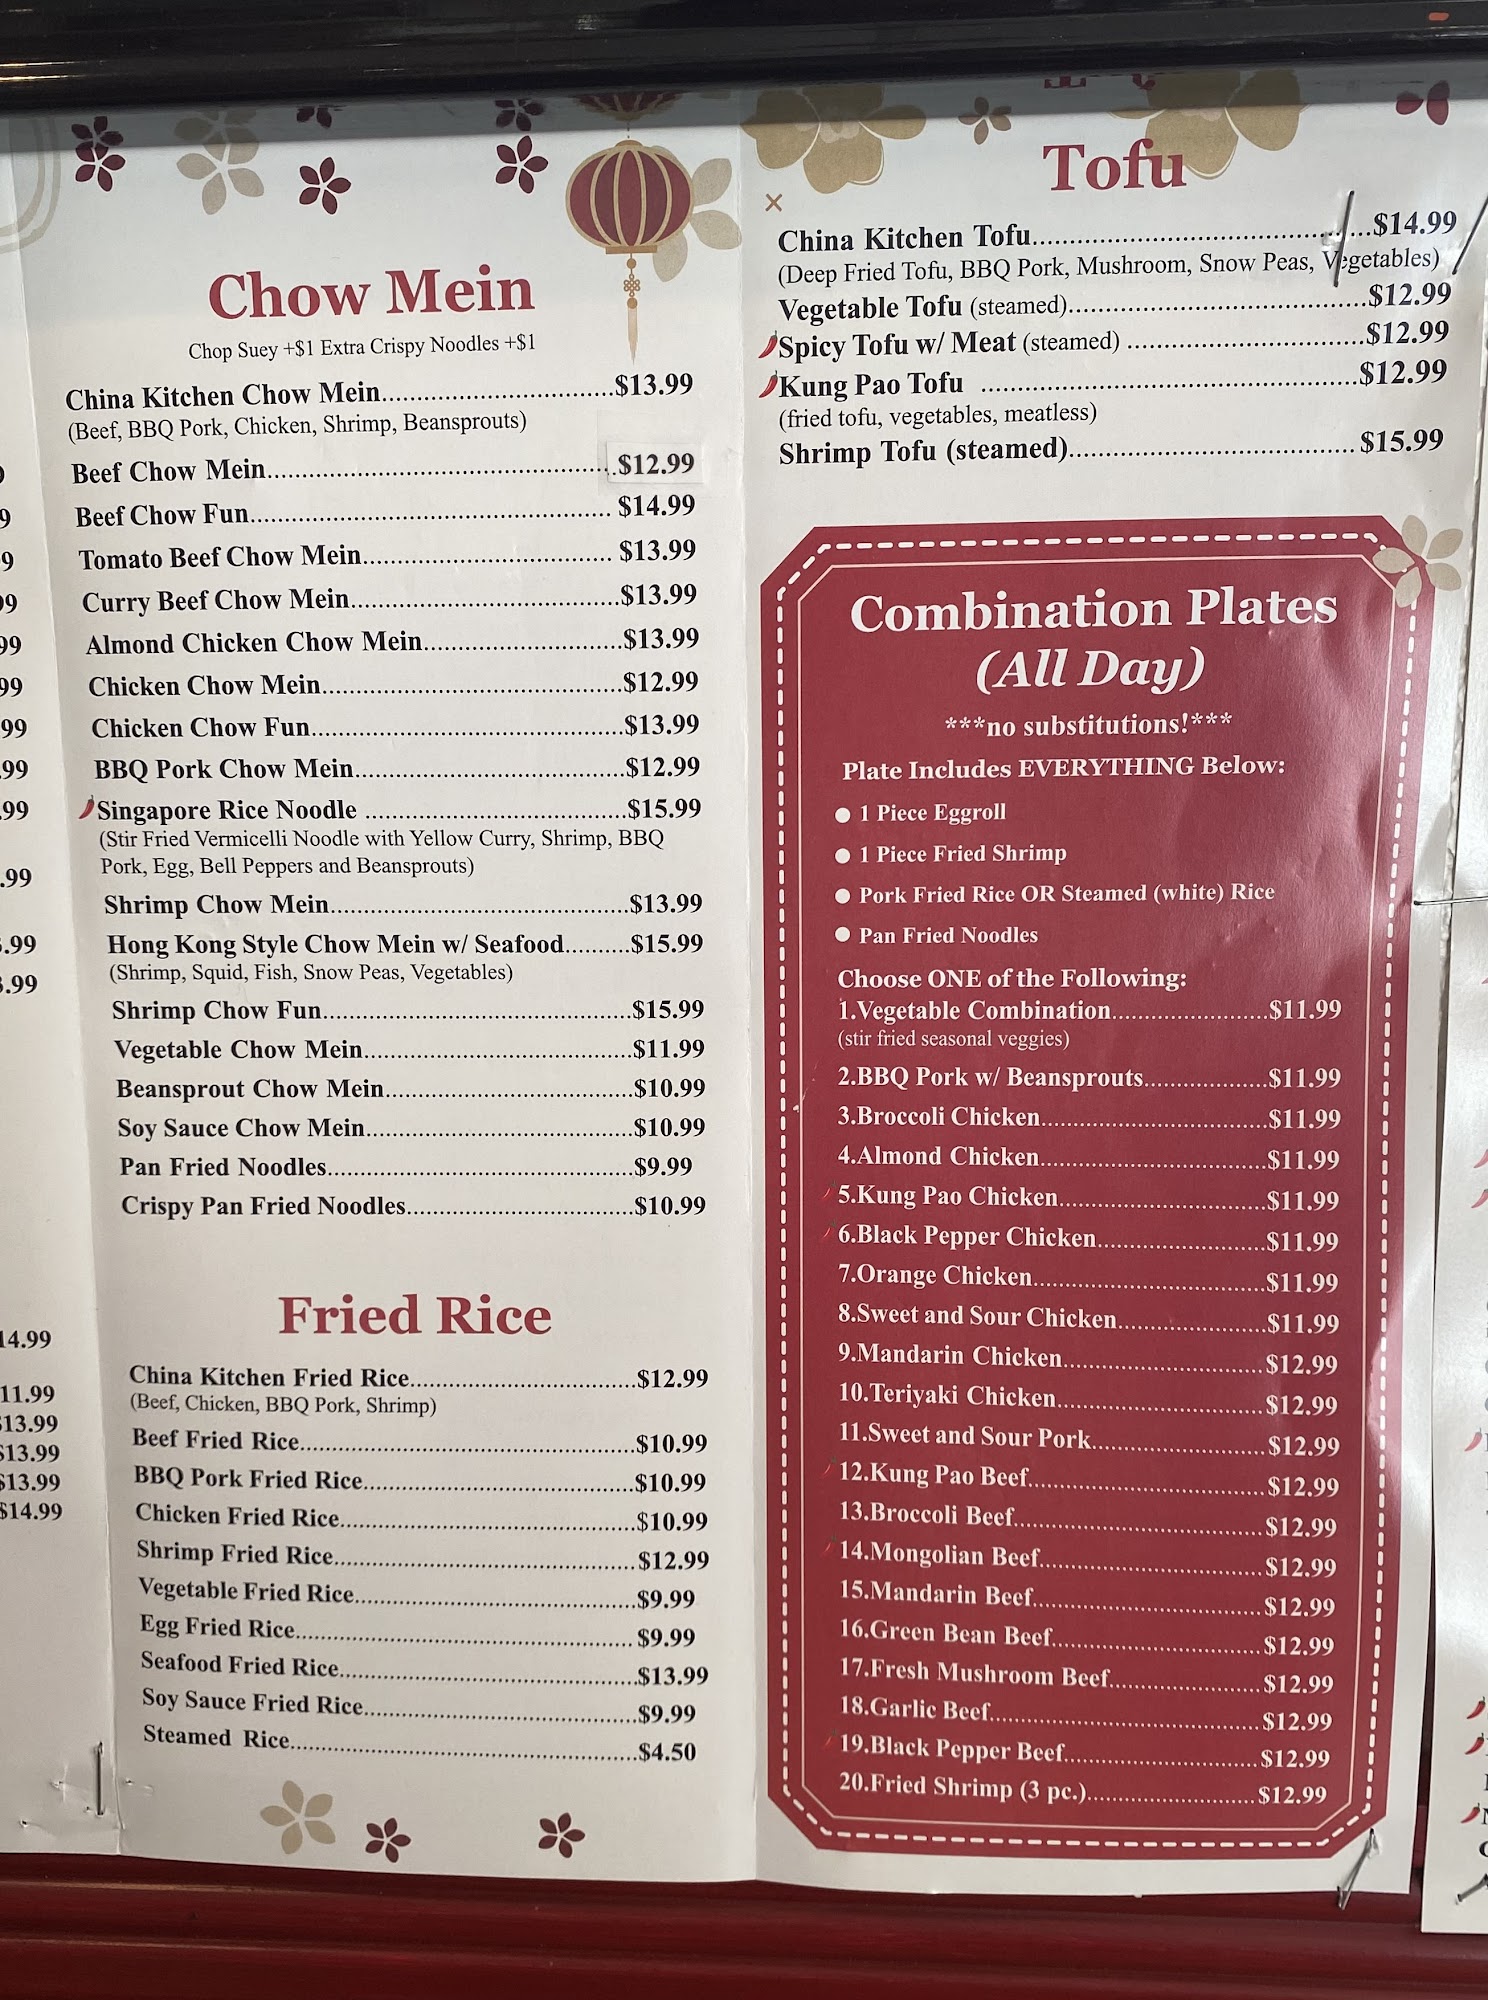 Chow Mein
Chop Suey +$1 Extra Crispy Noodles +$1
China Kitchen Chow Mein..............................$13.99
(Beef, BBQ Pork, Chicken, Shrimp, Beansprouts)
Beef Chow Mein..............................$12.99
Beef Chow Fun..............................$14.99
Tomato Beef Chow Mein..............................$13.99
Curry Beef Chow Mein..............................$13.99
Almond Chicken Chow Mein..............................$13.99
Chicken Chow Mein..............................$12.99
Chicken Chow Fun..............................$13.99
BBQ Pork Chow Mein..............................$12.99
Singapore Rice Noodle ..............................$15.99
(Stir Fried Vermicelli Noodle with Yellow Curry, Shrimp, BBQ
Pork, Egg, Bell Peppers and Beansprouts)
Shrimp Chow Mein..............................$13.99
Hong Kong Style Chow Mein w/ Seafood..........$15.99
(Shrimp, Squid, Fish, Snow Peas, Vegetables)
Shrimp Chow Fun..............................$15.99
Vegetable Chow Mein..............................$11.99
Beansprout Chow Mein..............................$10.99
Soy Sauce Chow Mein..............................$10.99
Pan Fried Noodles..............................$9.99
Crispy Pan Fried Noodles..............................$10.99
Fried Rice
China Kitchen Fried Rice..............................$12.99
(Beef, Chicken, BBQ Pork, Shrimp)
Beef Fried Rice..............................$10.99
BBQ Pork Fried Rice..............................$10.99
Chicken Fried Rice..............................$10.99
Shrimp Fried Rice..............................$12.99
Vegetable Fried Rice..............................$9.99
Egg Fried Rice..............................$9.99
Seafood Fried Rice..............................$13.99
Soy Sauce Fried Rice..............................$9.99
Steamed Rice..............................$4.50
Tofu
China Kitchen Tofu..............................$14.99
(Deep Fried Tofu, BBQ Pork, Mushroom, Snow Peas, Vegetables)
Vegetable Tofu (steamed)..............................$12.99
Spicy Tofu w/ Meat (steamed) ..............................$12.99
Kung Pao Tofu ..............................$12.99
(fried tofu, vegetables, meatless)
Shrimp Tofu (steamed)..............................$15.99
Combination Plates
(All Day)
***no substitutions!***
Plate Includes EVERYTHING Below:
● 1 Piece Eggroll
● 1 Piece Fried Shrimp
● Pork Fried Rice OR Steamed (white) Rice
● Pan Fried Noodles
Choose ONE of the Following:
1.Vegetable Combination....................$11.99
(stir fried seasonal veggies)
2.BBQ Pork w/ Beansprouts....................$11.99
3.Broccoli Chicken..............................$11.99
4.Almond Chicken..............................$11.99
5.Kung Pao Chicken..............................$11.99
6.Black Pepper Chicken....................$11.99
7.Orange Chicken..............................$11.99
8.Sweet and Sour Chicken....................$11.99
9.Mandarin Chicken..............................$12.99
10.Teriyaki Chicken..............................$12.99
11.Sweet and Sour Pork....................$12.99
12.Kung Pao Beef..............................$12.99
13.Broccoli Beef..............................$12.99
14.Mongolian Beef..............................$12.99
15.Mandarin Beef..............................$12.99
16.Green Bean Beef..............................$12.99
17.Fresh Mushroom Beef....................$12.99
18.Garlic Beef..............................$12.99
19.Black Pepper Beef..............................$12.99
20.Fried Shrimp (3 pc.)....................$12.99